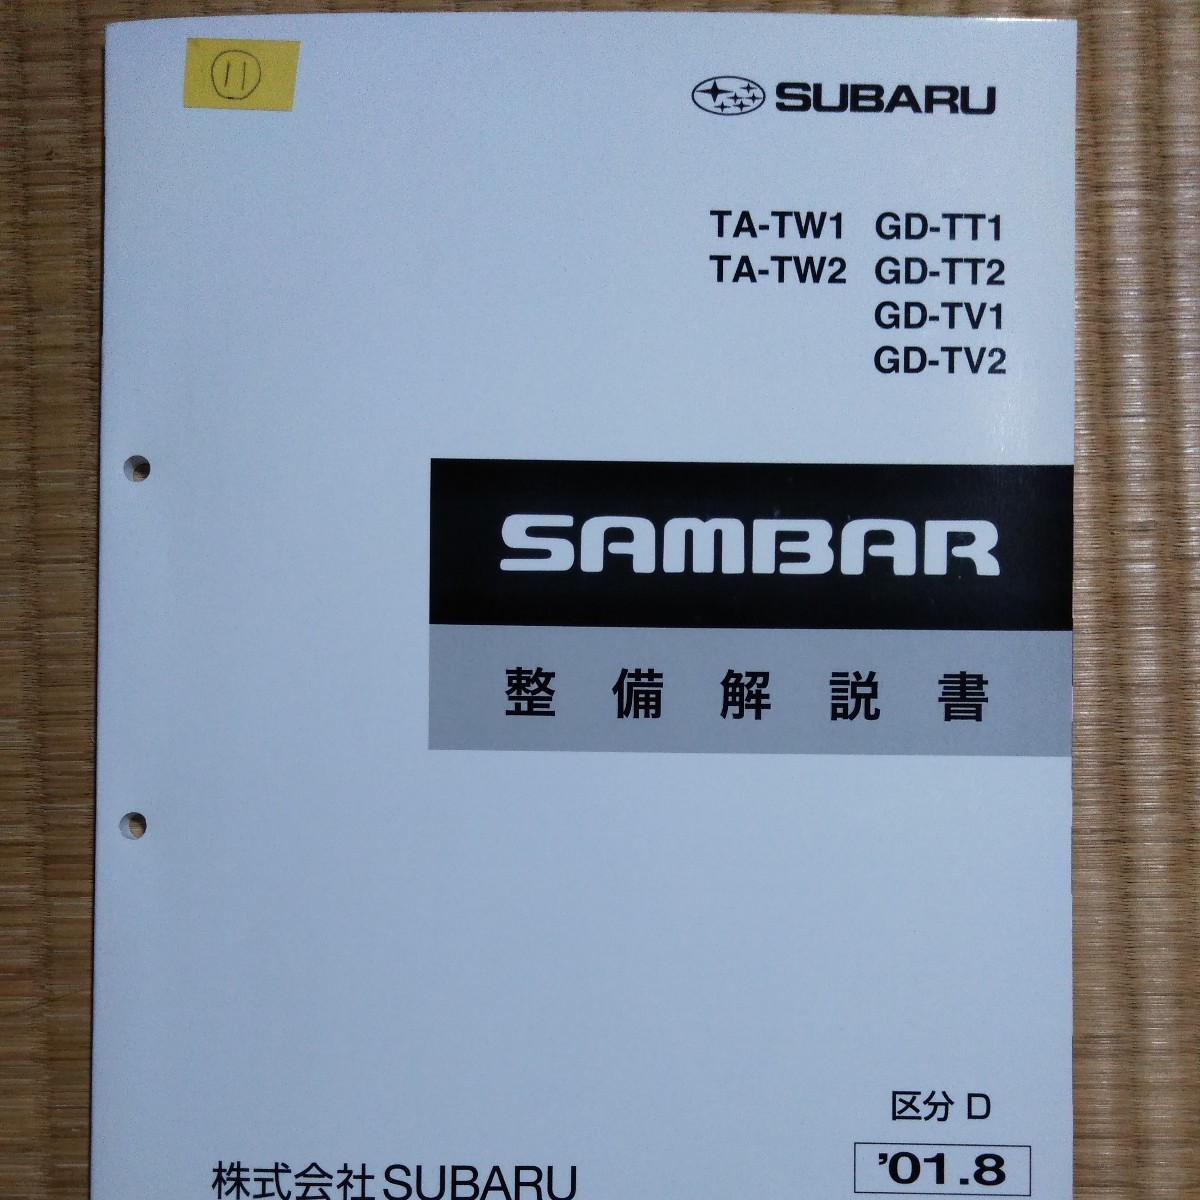 ⑪
SUBARU
TA-TW1 GD-TT1
TA-TW2 GD-TT2
GD-TV1
GD-TV2
SAMBAR
整備解説書
区分 D
'01.8
株式会社SUBARU